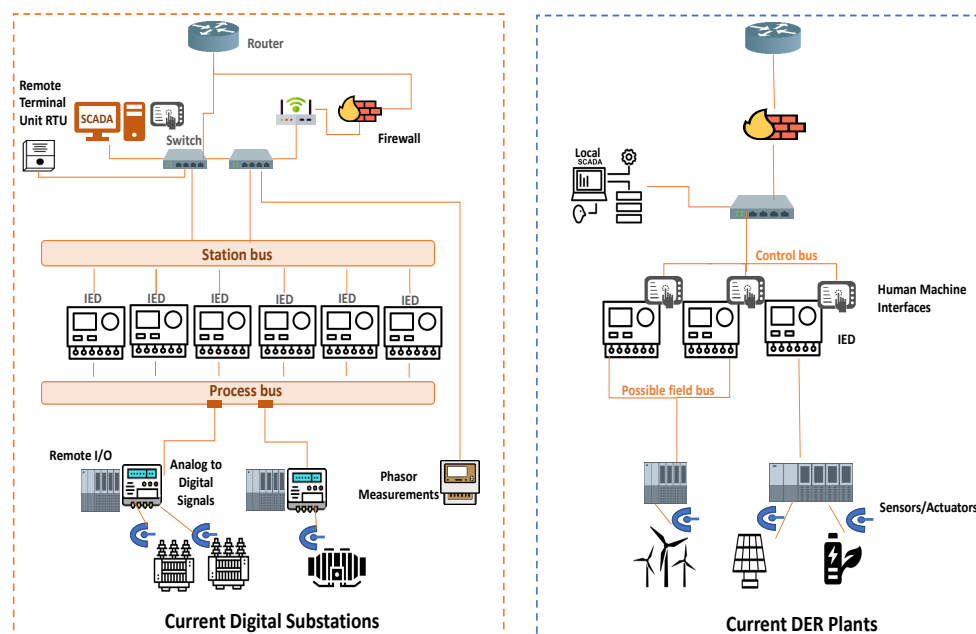 Router
Remote
Terminal
Unit RTU
SCADA
Switch
Firewall
Station bus
IED
IED
IED
IED
IED
IED
Process bus
Remote I/O
Analog to
Digital
Signals
Phasor
Measurements
Current Digital Substations
Local
SCADA
Control bus
Human Machine
Interfaces
IED
Possible field bus
Sensors/Actuators
Current DER Plants